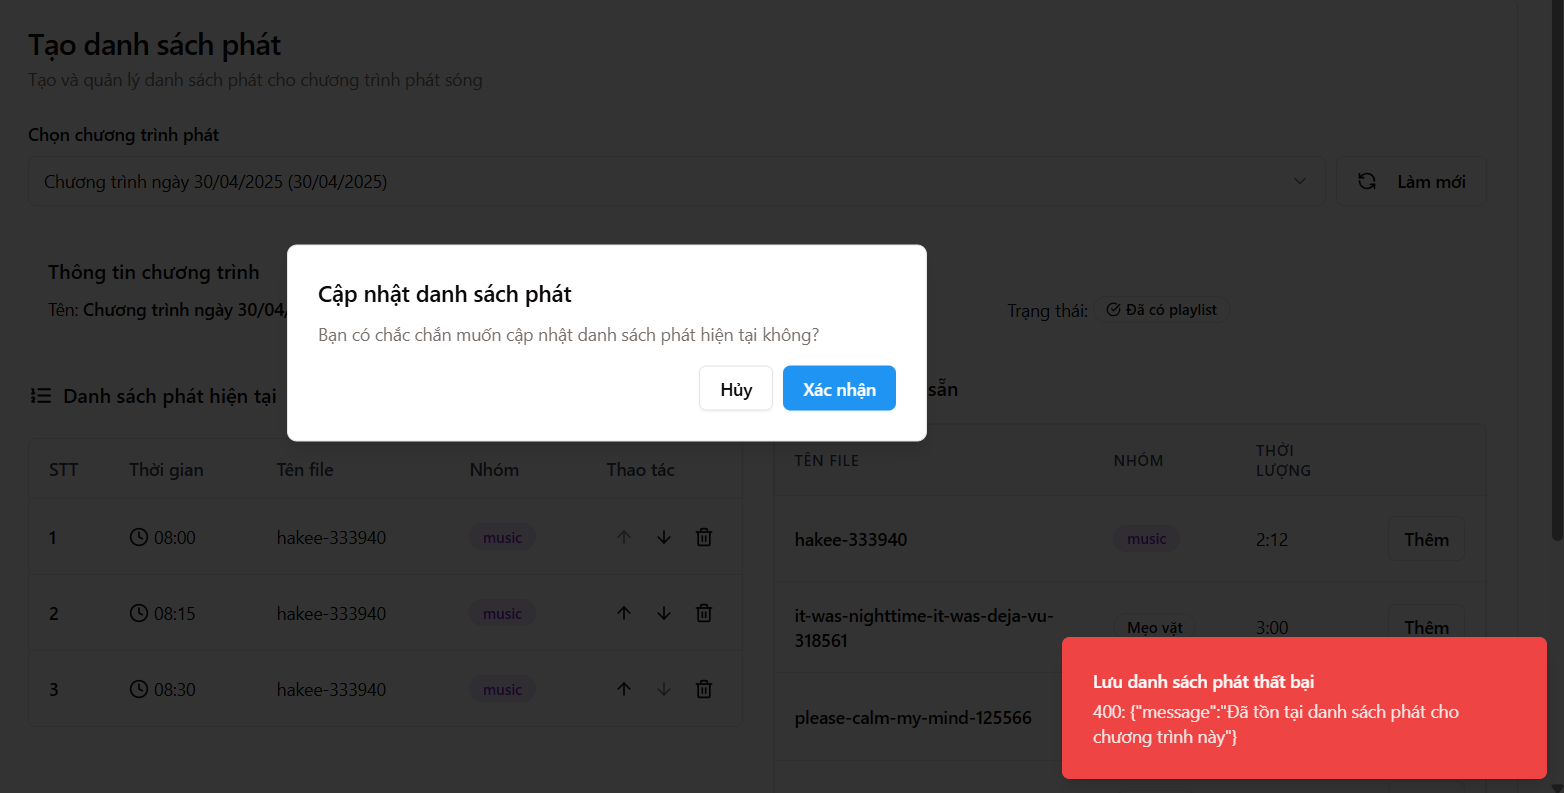 Tạo danh sách phát
Tạo và quản lý danh sách phát cho chương trình phát sóng
Chọn chương trình phát
Chương trình ngày 30/04/2025 (30/04/2025)
Làm mới
Thông tin chương trình
Tên: Chương trình ngày 30/04/
Trạng thái: Đã có playlist
Cập nhật danh sách phát
Bạn có chắc chắn muốn cập nhật danh sách phát hiện tại không?
Hủy
Xác nhận
Danh sách phát hiện tại
STT Thời gian Tên file Nhóm Thao tác
1 08:00 hakee-333940 music
2 08:15 hakee-333940 music
3 08:30 hakee-333940 music
sẵn
TÊN FILE NHÓM THỜI
LƯỢNG
hakee-333940 music 2:12 Thêm
it-was-nighttime-it-was-deja-vu-
318561 Mẹo vặt 3:00 Thêm
please-calm-my-mind-125566
Lưu danh sách phát thất bại
400: {"message":"Đã tồn tại danh sách phát cho
chương trình này"}